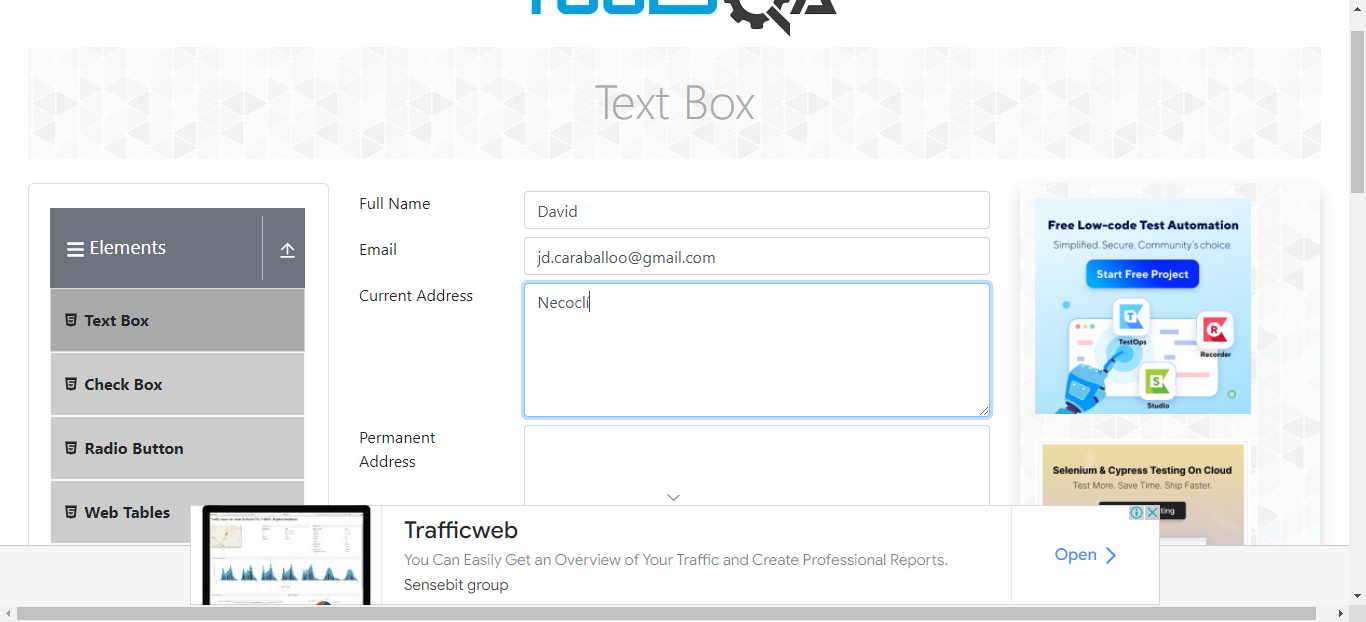 Text Box
Elements
Text Box
Check Box
Radio Button
Web Tables
Full Name
David
Email
jd.caraballoo@gmail.com
Current Address
Necocli
Permanent
Address
Free Low-code Test Automation
Simplified. Secure. Community's choice.
Start Free Project
TestOps
Recorder
Studio
Selenium & Cypress Testing On Cloud
Test More. Save Time. Ship Faster.
Trafficweb
You Can Easily Get an Overview of Your Traffic and Create Professional Reports.
Sensebit group
Open